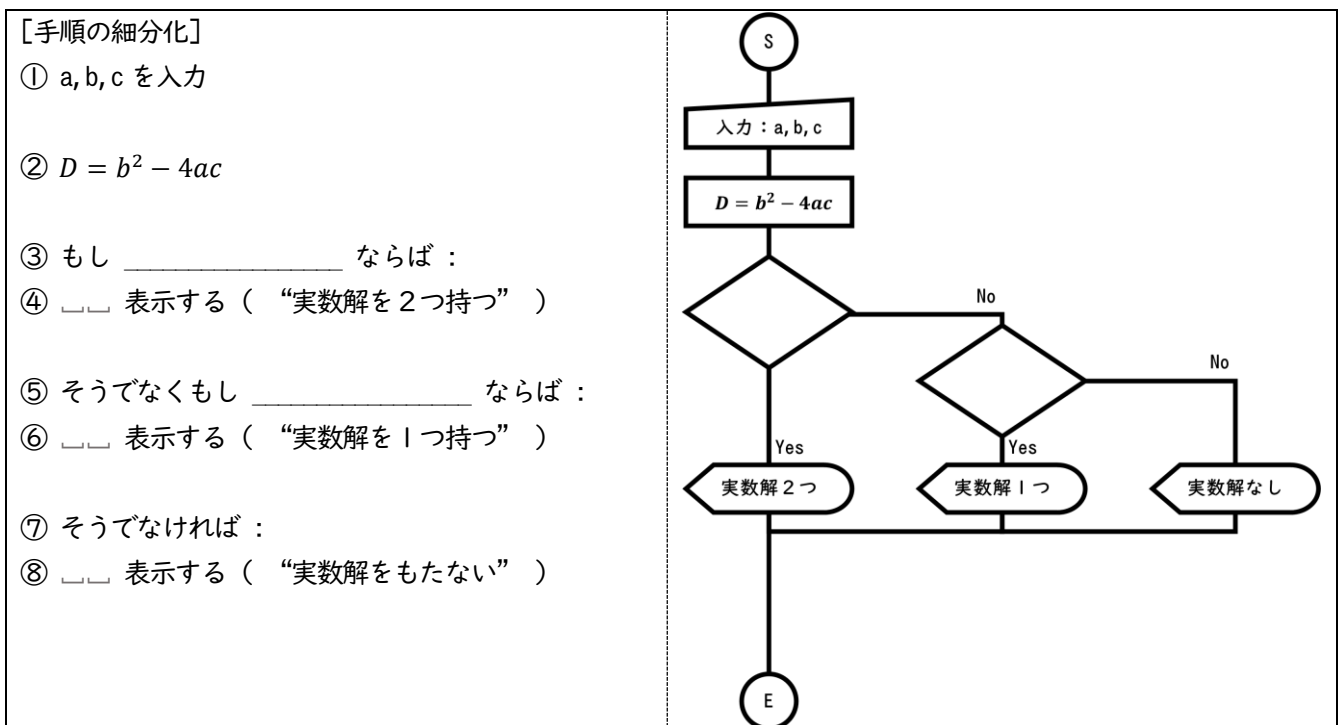 [手順の細分化]
① a,b,c を入力
② D = b² − 4ac
③ もし _________________ ならば :
④ ⎵⎵ 表示する ( “実数解を2つ持つ” )
⑤ そうでなくもし _________________ ならば :
⑥ ⎵⎵ 表示する ( “実数解を1つ持つ” )
⑦ そうでなければ :
⑧ ⎵⎵ 表示する ( “実数解をもたない” )
S
入力:a,b,c
D = b² − 4ac
No
No
Yes
Yes
実数解2つ
実数解1つ
実数解なし
E